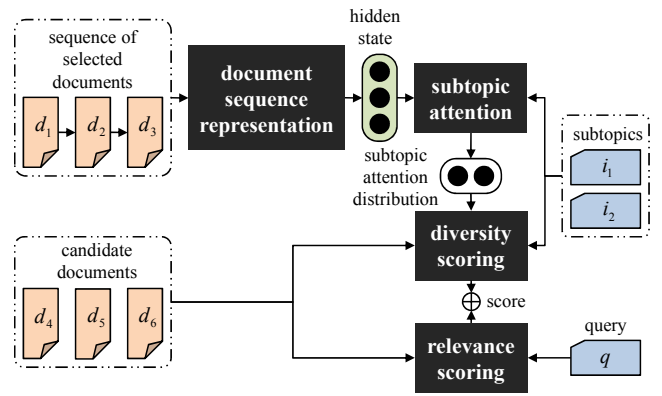 sequence of
selected
documents
d₁
d₂
d₃
document
sequence
representation
hidden
state
subtopic
attention
subtopics
i₁
i₂
subtopic
attention
distribution
candidate
documents
d₄
d₅
d₆
diversity
scoring
score
relevance
scoring
query
q